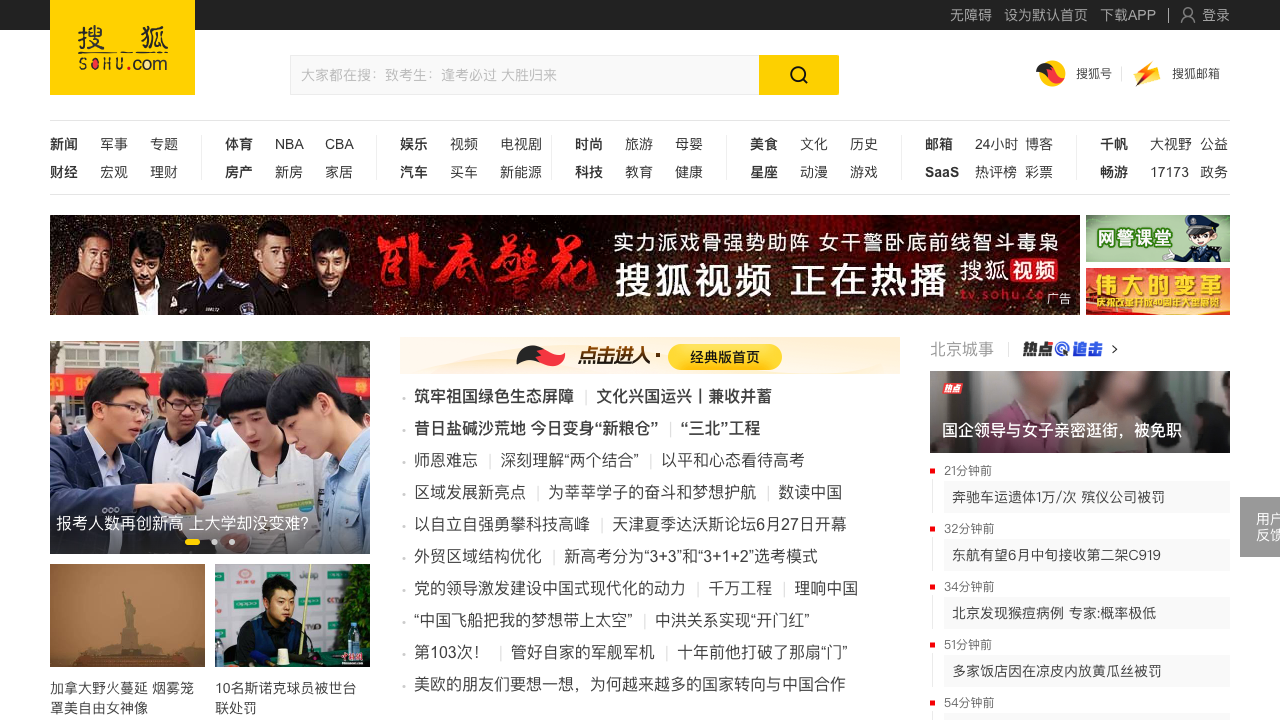 无障碍 设为默认首页 下载APP 登录
搜狐
SOHU.com
大家都在搜：致考生：逢考必过 大胜归来
搜狐号 搜狐邮箱
新闻 军事 专题 体育 NBA CBA 娱乐 视频 电视剧 时尚 旅游 母婴 美食 文化 历史 邮箱 24小时 博客 千帆 大视野 公益
财经 宏观 理财 房产 新房 家居 汽车 买车 新能源 科技 教育 健康 星座 动漫 游戏 SaaS 热评榜 彩票 畅游 17173 政务
卧底警花
实力派戏骨强势助阵 女干警卧底前线智斗毒枭
搜狐视频 正在热播
搜狐视频
tv.sohu.co
广告
网警课堂
伟大的变革
庆祝改革开放40周年大型展览
报考人数再创新高 上大学却没变难?
加拿大野火蔓延 烟雾笼
罩美自由女神像
10名斯诺克球员被世台
联处罚
点击进入 经典版首页
筑牢祖国绿色生态屏障 文化兴国运兴丨兼收并蓄
昔日盐碱沙荒地 今日变身“新粮仓” “三北”工程
师恩难忘 深刻理解“两个结合” 以平和心态看待高考
区域发展新亮点 为莘莘学子的奋斗和梦想护航 数读中国
以自立自强勇攀科技高峰 天津夏季达沃斯论坛6月27日开幕
外贸区域结构优化 新高考分为“3+3”和“3+1+2”选考模式
党的领导激发建设中国式现代化的动力 千万工程 理响中国
“中国飞船把我的梦想带上太空” 中洪关系实现“开门红”
第103次！ 管好自家的军舰军机 十年前他打破了那扇“门”
美欧的朋友们要想一想，为何越来越多的国家转向与中国合作
北京城事 热点追击
热点
国企领导与女子亲密逛街，被免职
21分钟前
奔驰车运遗体1万/次 殡仪公司被罚
32分钟前
东航有望6月中旬接收第二架C919
34分钟前
北京发现猴痘病例 专家:概率极低
51分钟前
多家饭店因在凉皮内放黄瓜丝被罚
54分钟前
用户
反馈